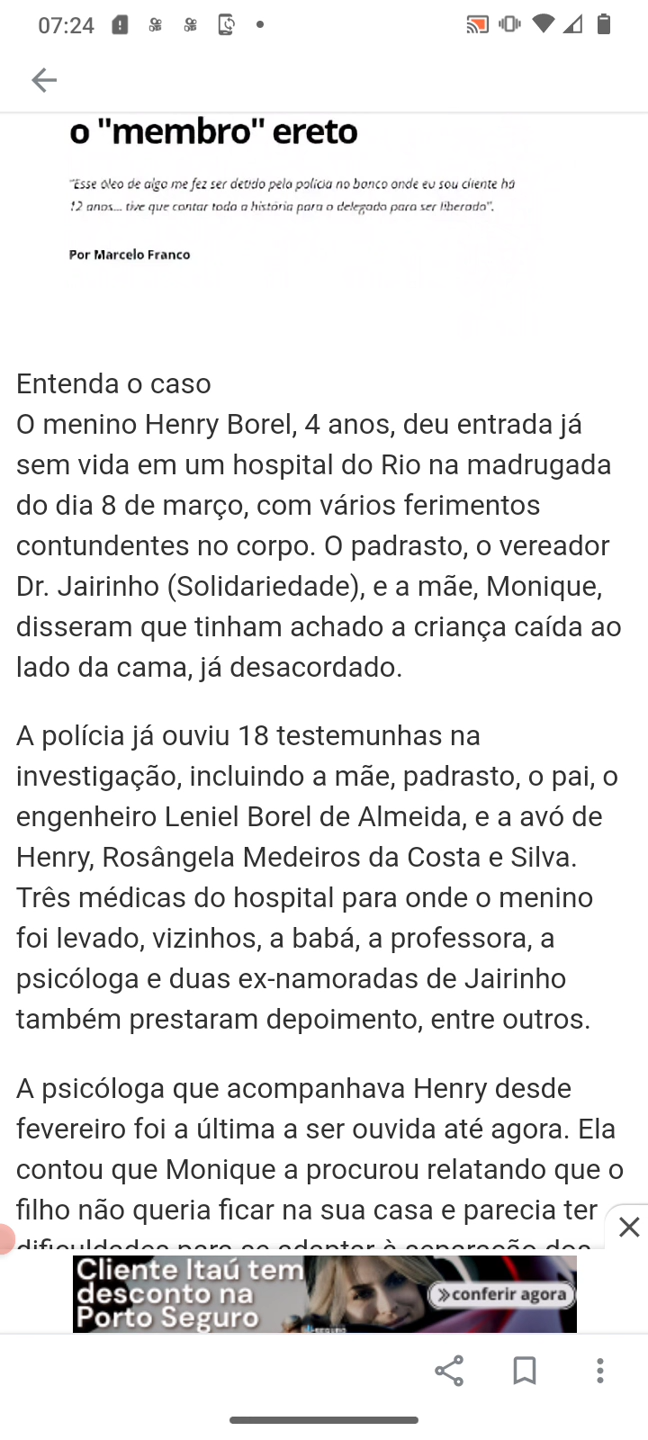 07:24
o "membro" ereto
"Esse óleo de algo me fez ser detido pela polícia no banco onde eu sou cliente há
12 anos... tive que contar toda a história para o delegado para ser liberado".
Por Marcelo Franco
Entenda o caso
O menino Henry Borel, 4 anos, deu entrada já
sem vida em um hospital do Rio na madrugada
do dia 8 de março, com vários ferimentos
contundentes no corpo. O padrasto, o vereador
Dr. Jairinho (Solidariedade), e a mãe, Monique,
disseram que tinham achado a criança caída ao
lado da cama, já desacordado.
A polícia já ouviu 18 testemunhas na
investigação, incluindo a mãe, padrasto, o pai, o
engenheiro Leniel Borel de Almeida, e a avó de
Henry, Rosângela Medeiros da Costa e Silva.
Três médicas do hospital para onde o menino
foi levado, vizinhos, a babá, a professora, a
psicóloga e duas ex-namoradas de Jairinho
também prestaram depoimento, entre outros.
A psicóloga que acompanhava Henry desde
fevereiro foi a última a ser ouvida até agora. Ela
contou que Monique a procurou relatando que o
filho não queria ficar na sua casa e parecia ter
dificuldades para se adaptar à separação dos
Cliente Itaú tem
desconto na
Porto Seguro
conferir agora